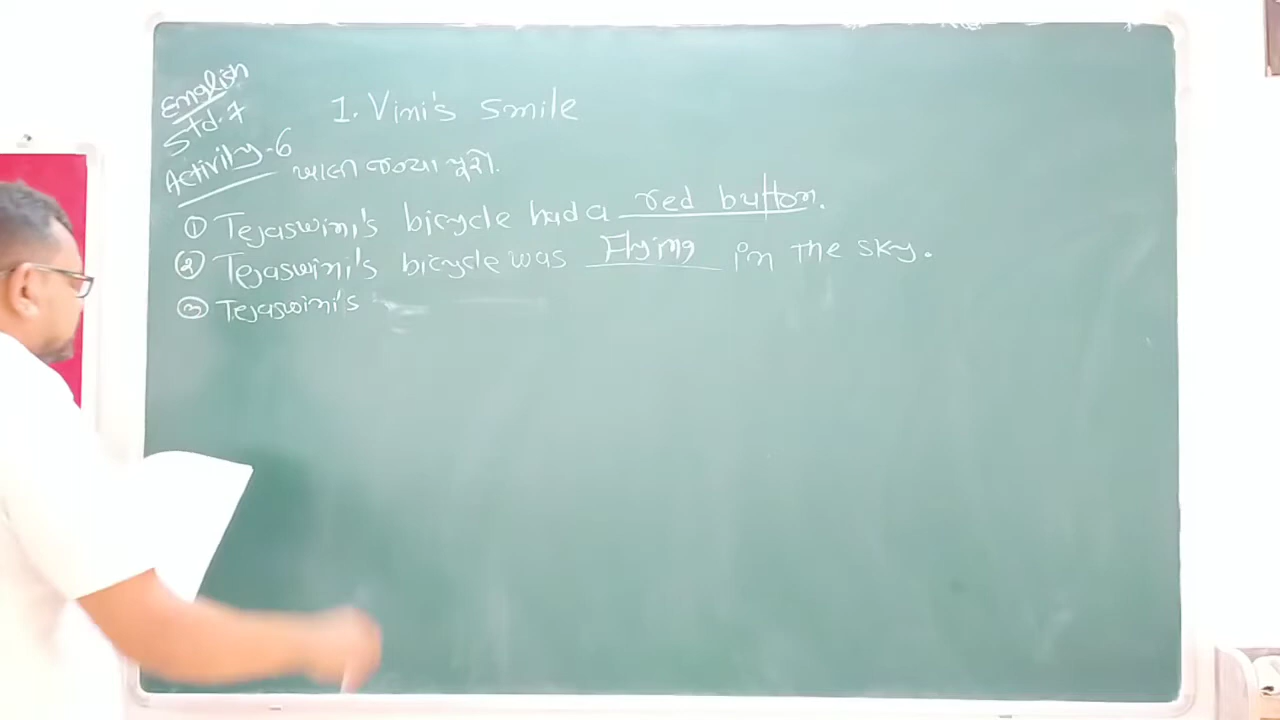 English
Std.7
Activity-6
1. Vini's smile
ખાલી જગ્યા પૂરો.
① Tejaswini's bicycle had a red button.
② Tejaswini's bicycle was Flying in the sky.
③ Tejaswini's